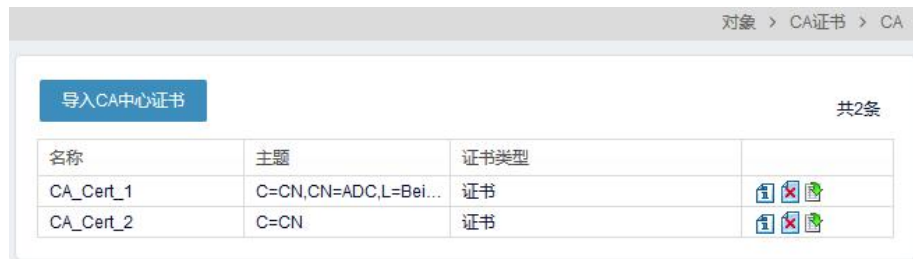 对象 > CA证书 > CA
导入CA中心证书
共2条
名称 主题 证书类型
CA_Cert_1 C=CN,CN=ADC,L=Bei... 证书
CA_Cert_2 C=CN 证书